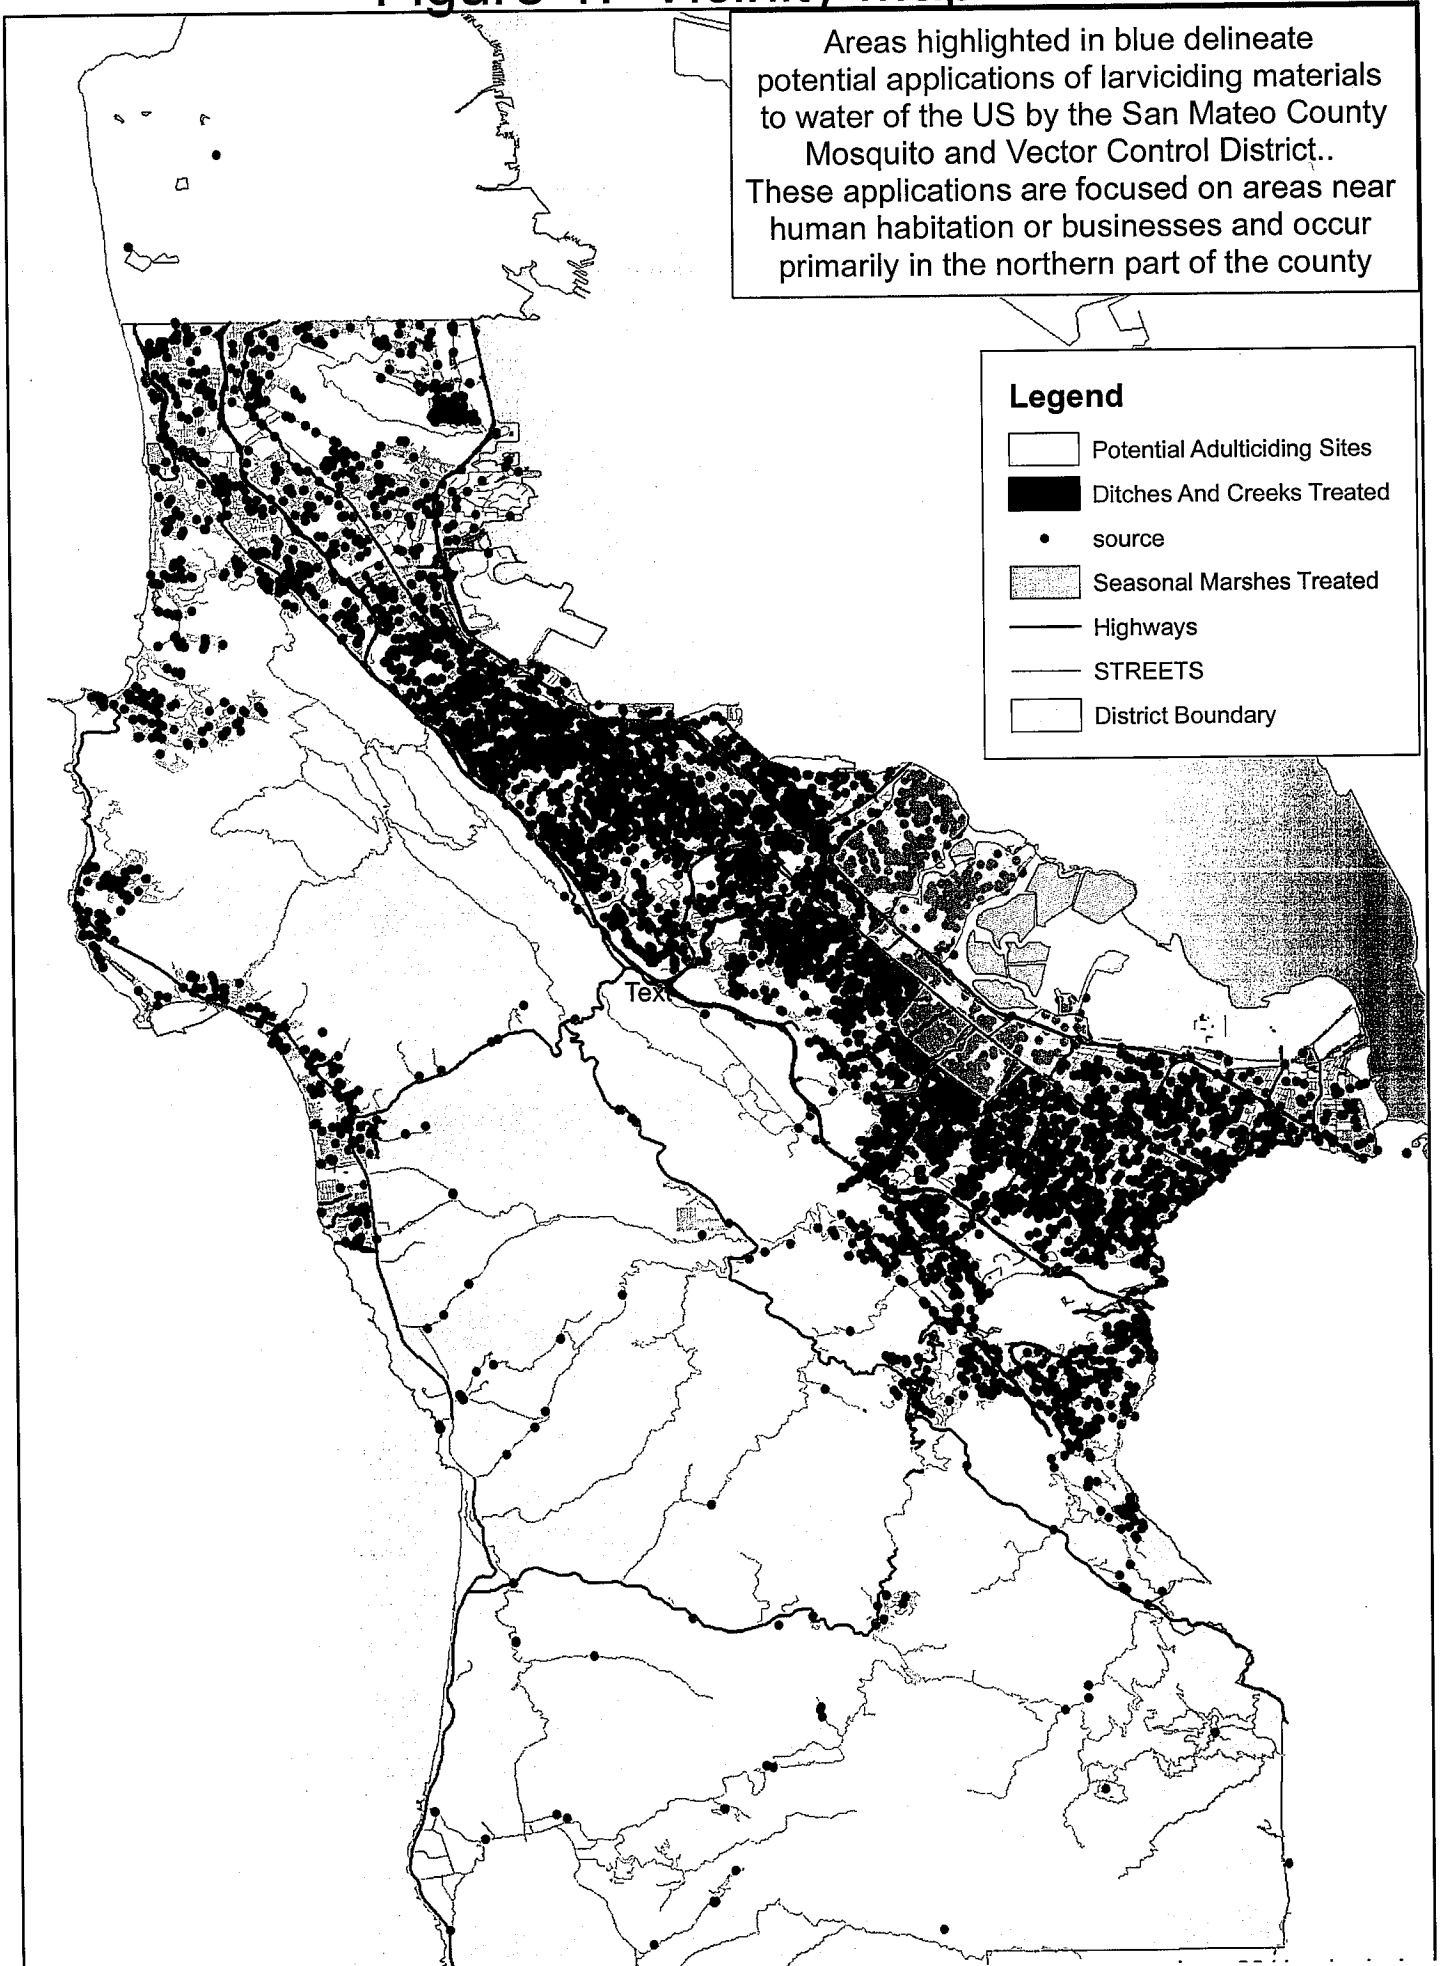 Areas highlighted in blue delineate
potential applications of larviciding materials
to water of the US by the San Mateo County
Mosquito and Vector Control District..
These applications are focused on areas near
human habitation or businesses and occur
primarily in the northern part of the county
Legend
Potential Adulticiding Sites
Ditches And Creeks Treated
source
Seasonal Marshes Treated
Highways
STREETS
District Boundary
Text